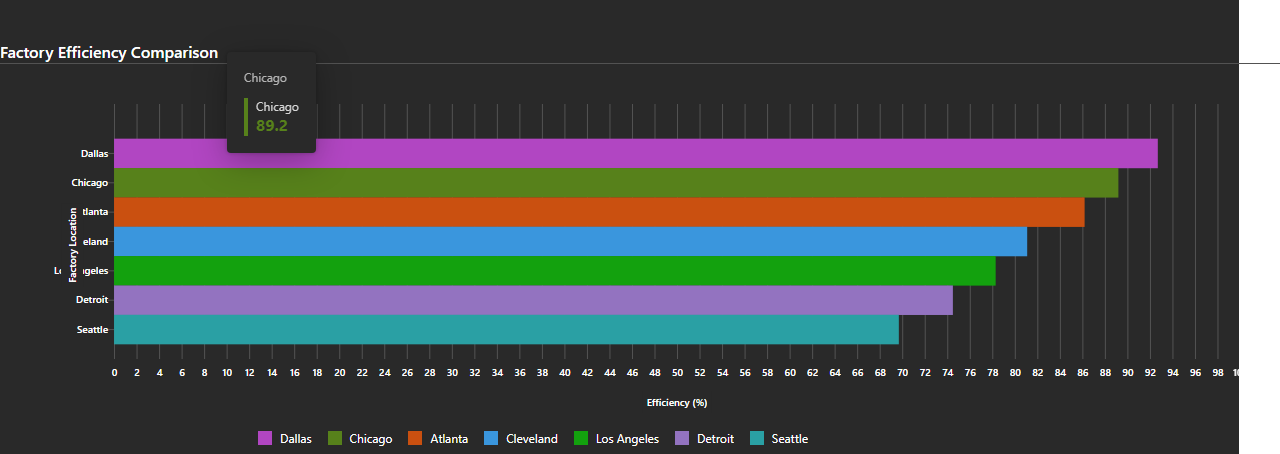 Factory Efficiency Comparison
Chicago
Chicago
89.2
Dallas
Chicago
tlanta
eland
geles
Detroit
Seattle
Factory Location
0 2 4 6 8 10 12 14 16 18 20 22 24 26 28 30 32 34 36 38 40 42 44 46 48 50 52 54 56 58 60 62 64 66 68 70 72 74 76 78 80 82 84 86 88 90 92 94 96 98
Efficiency (%)
Dallas Chicago Atlanta Cleveland Los Angeles Detroit Seattle